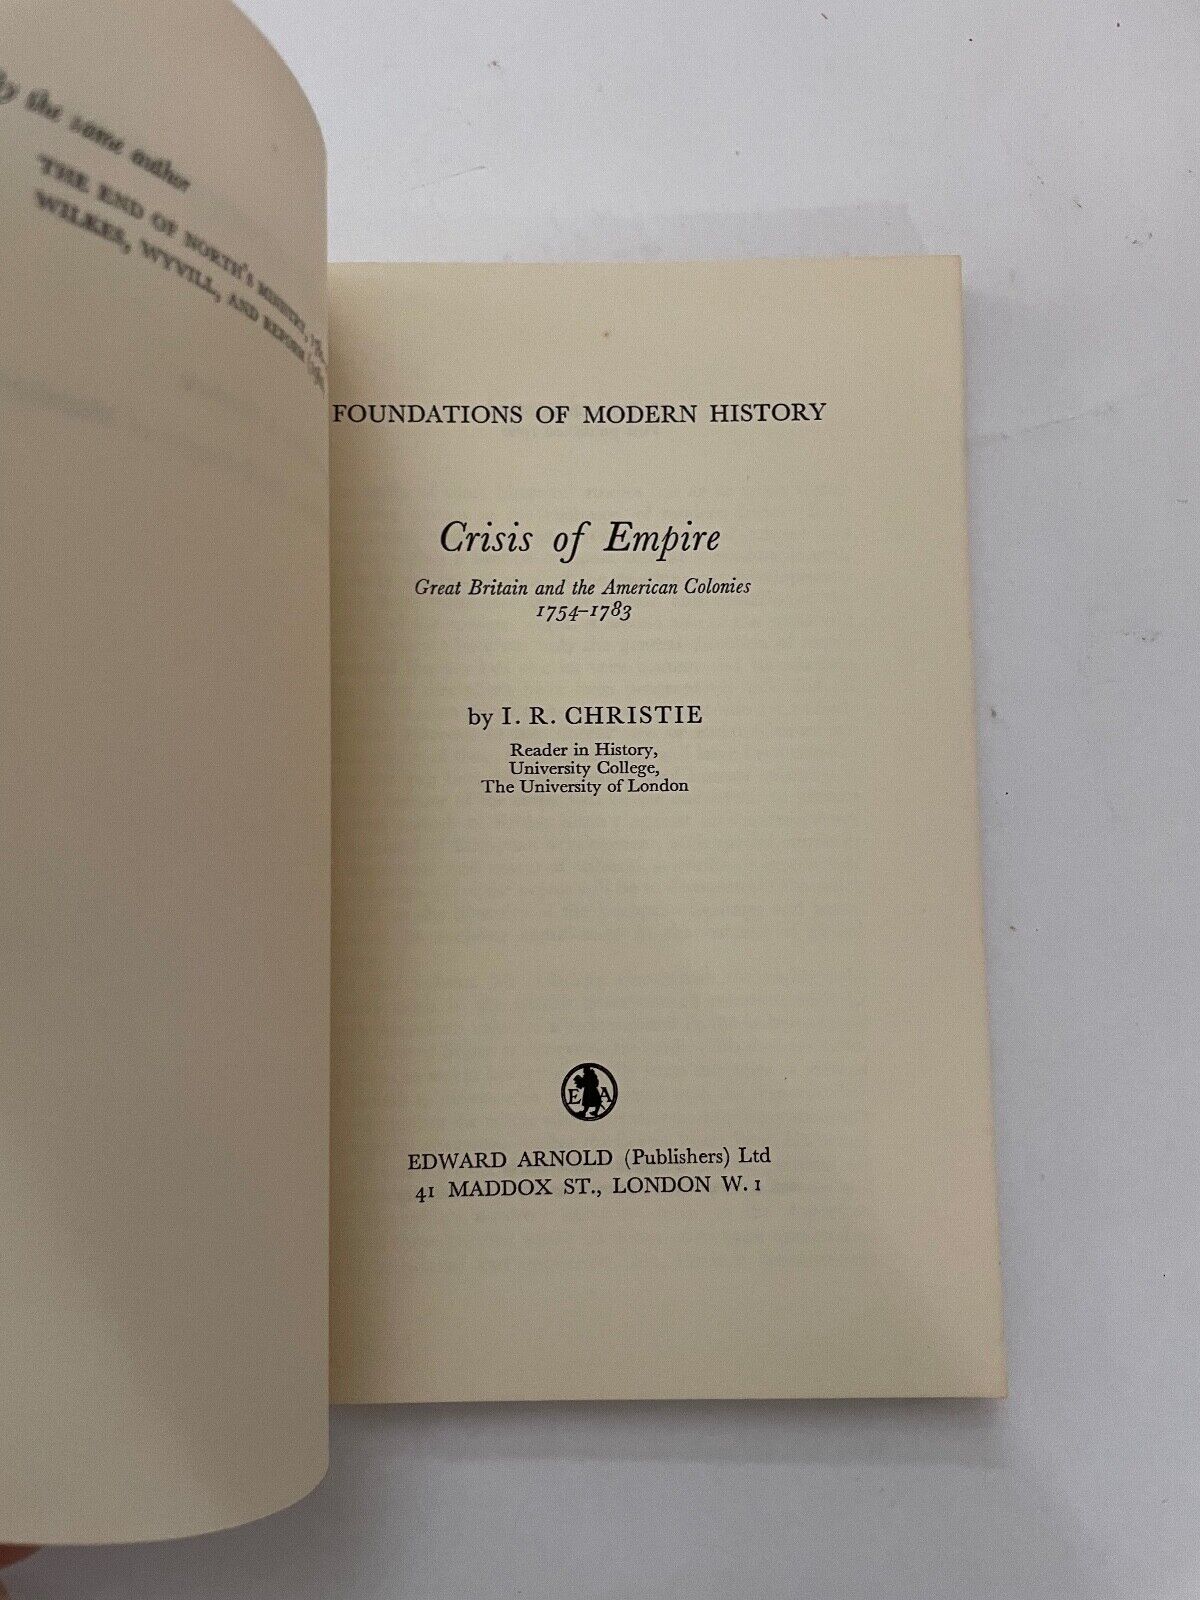 By the same author
THE END OF NORTH'S MINISTRY,
WILKES, WYVILL, AND REFORM
FOUNDATIONS OF MODERN HISTORY
Crisis of Empire
Great Britain and the American Colonies
1754–1783
by I. R. CHRISTIE
Reader in History,
University College,
The University of London
E A
EDWARD ARNOLD (Publishers) Ltd
41 MADDOX ST., LONDON W. 1